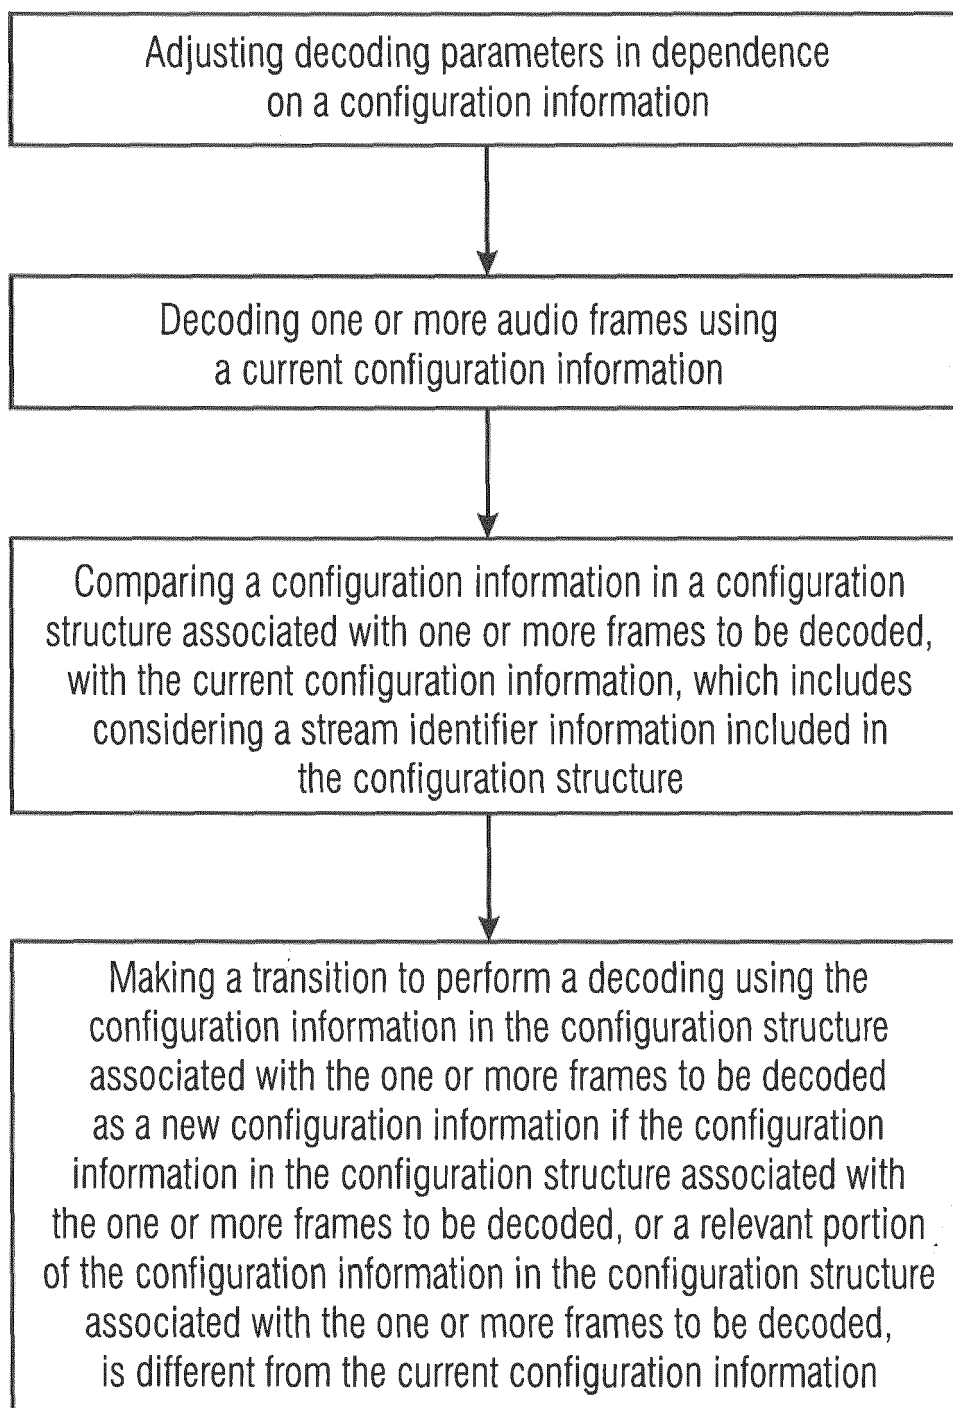 Adjusting decoding parameters in dependence
on a configuration information
Decoding one or more audio frames using
a current configuration information
Comparing a configuration information in a configuration
structure associated with one or more frames to be decoded,
with the current configuration information, which includes
considering a stream identifier information included in
the configuration structure
Making a transition to perform a decoding using the
configuration information in the configuration structure
associated with the one or more frames to be decoded
as a new configuration information if the configuration
information in the configuration structure associated with
the one or more frames to be decoded, or a relevant portion
of the configuration information in the configuration structure
associated with the one or more frames to be decoded,
is different from the current configuration information